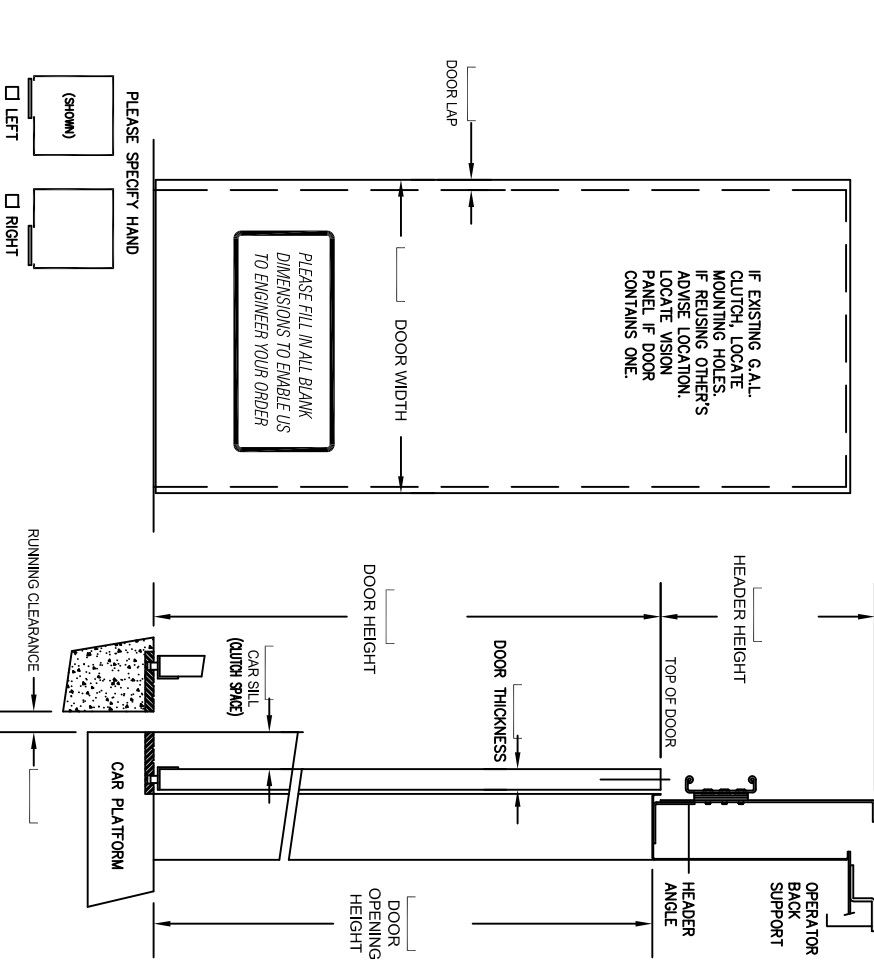 IF EXISTING G.A.L.
CLUTCH, LOCATE
MOUNTING HOLES.
IF REUSING OTHER'S
ADVISE LOCATION.
LOCATE VISION
PANEL IF DOOR
CONTAINS ONE.
DOOR LAP
DOOR WIDTH
PLEASE FILL IN ALL BLANK
DIMENSIONS TO ENABLE US
TO ENGINEER YOUR ORDER
PLEASE SPECIFY HAND
(SHOWN)
LEFT
RIGHT
OPERATOR
BACK
SUPPORT
HEADER HEIGHT
HEADER
ANGLE
TOP OF DOOR
DOOR HEIGHT
DOOR THICKNESS
DOOR
OPENING
HEIGHT
CAR SILL
(CLUTCH SPACE)
CAR PLATFORM
RUNNING CLEARANCE